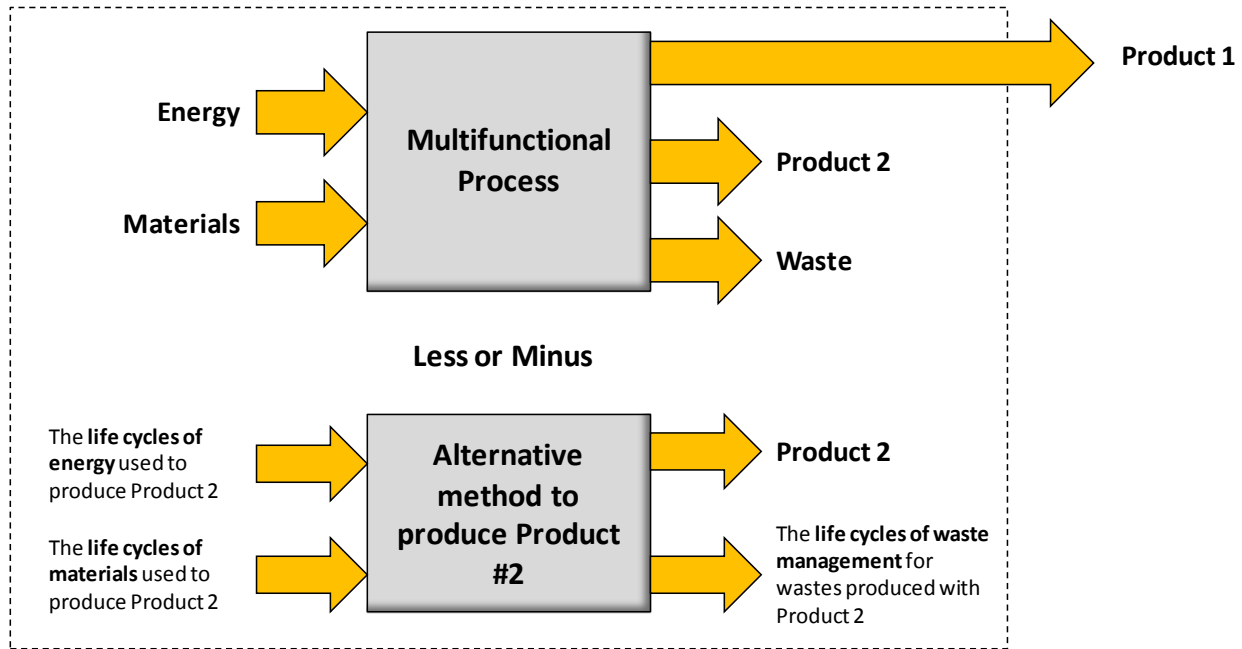 Product 1
Energy
Multifunctional
Process
Product 2
Materials
Waste
Less or Minus
The life cycles of
energy used to
produce Product 2
Alternative
method to
produce Product
#2
Product 2
The life cycles of
materials used to
produce Product 2
The life cycles of waste
management for
wastes produced with
Product 2